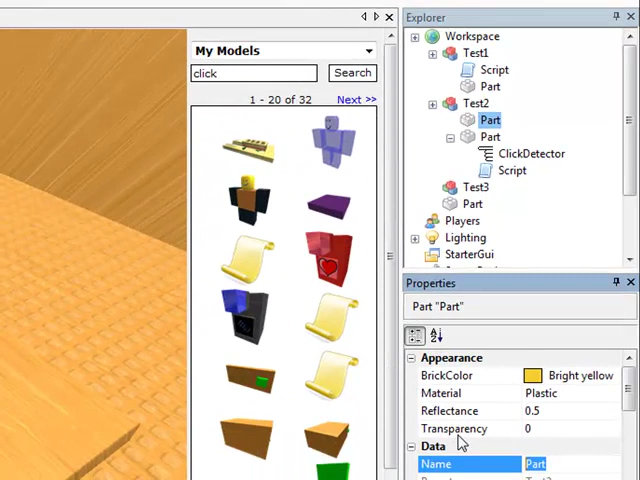 My Models
click
Search
1 - 20 of 32
Next >>
Explorer
Workspace
Test1
Script
Part
Test2
Part
Part
ClickDetector
Script
Test3
Part
Players
Lighting
StarterGui
Properties
Part "Part"
Appearance
BrickColor Bright yellow
Material Plastic
Reflectance 0.5
Transparency 0
Data
Name Part